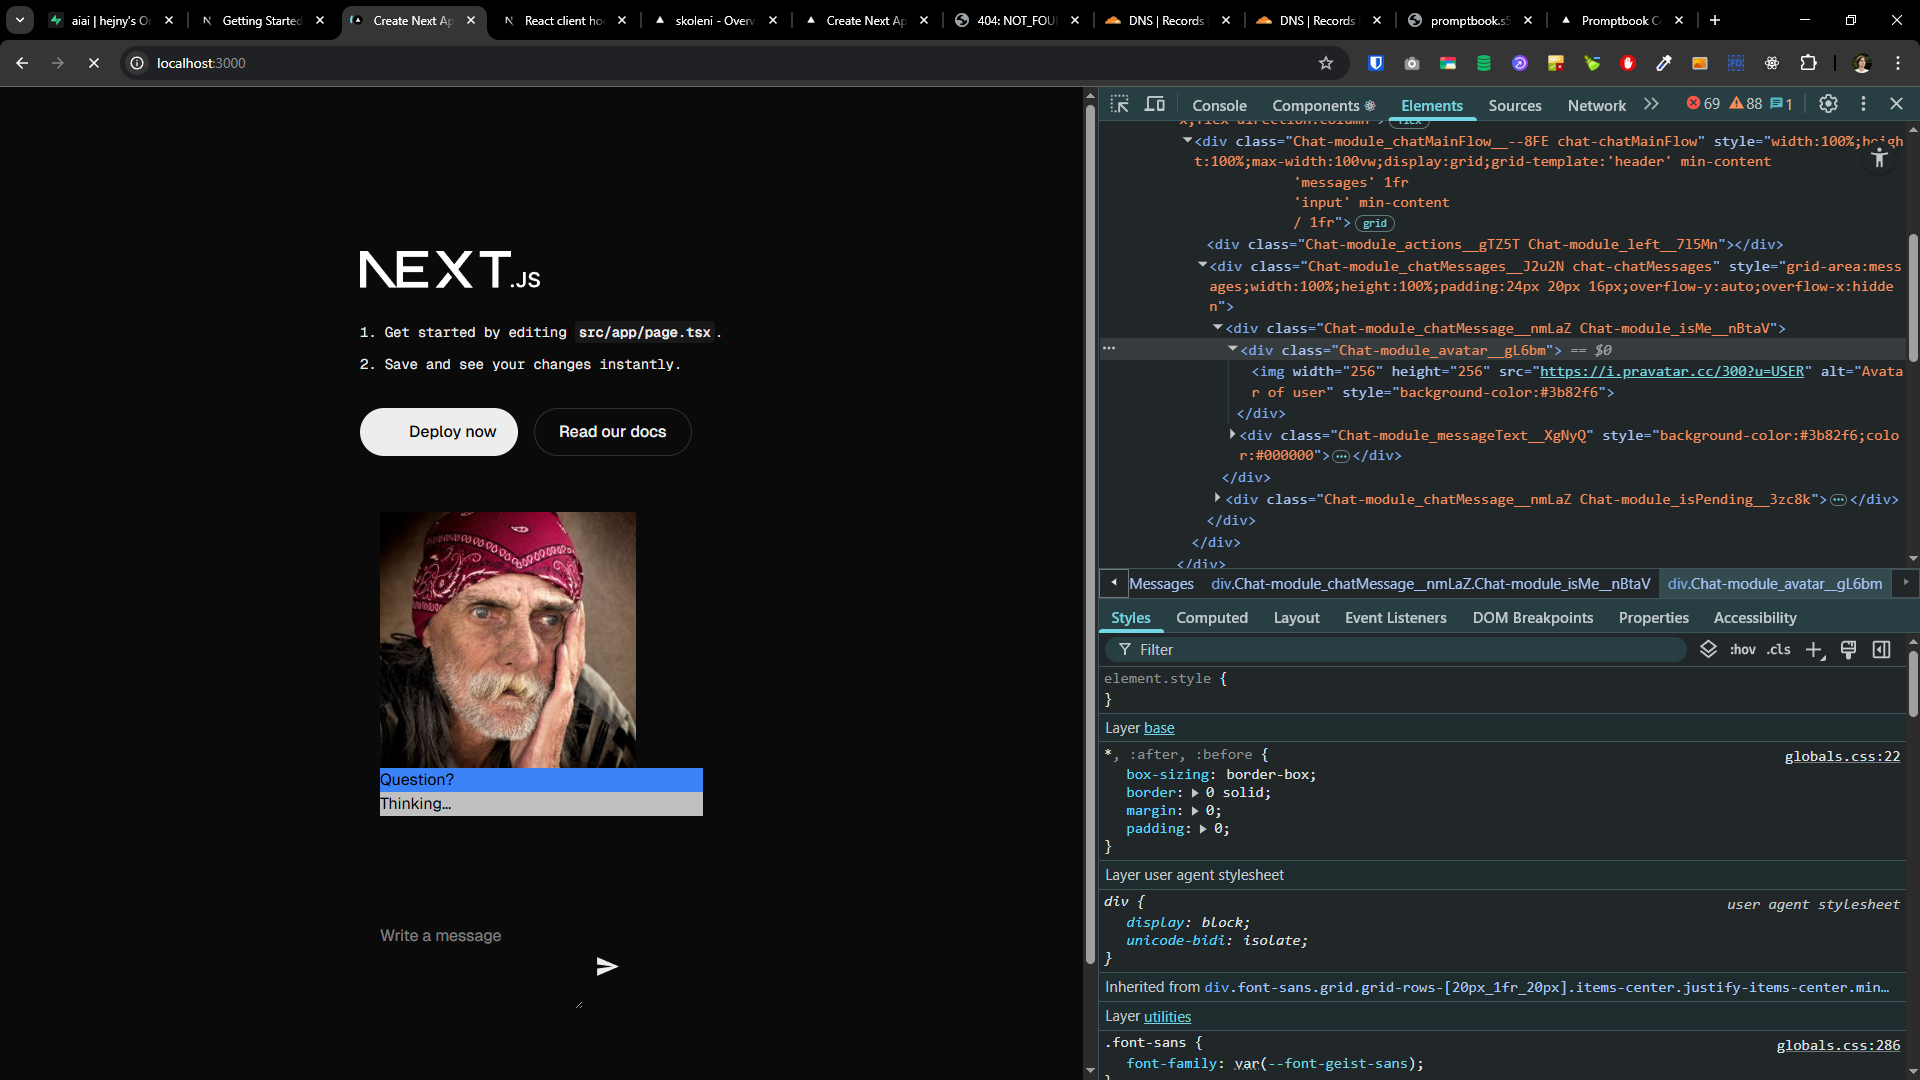 aiai | hejny's Or
Getting Started
Create Next Ap
React client ho
skoleni - Overv
Create Next Ap
404: NOT_FOU
DNS | Records
DNS | Records
promptbook.s5
Promptbook C
localhost:3000
NEXT.JS
1. Get started by editing src/app/page.tsx.
2. Save and see your changes instantly.
Deploy now
Read our docs
Question?
Thinking…
Write a message
Console
Components
Elements
Sources
Network
69
88
1
x;flex-direction:column"> flex
<div class="Chat-module_chatMainFlow__--8FE chat-chatMainFlow" style="width:100%;heigh
t:100%;max-width:100vw;display:grid;grid-template:'header' min-content
'messages' 1fr
'input' min-content
/ 1fr"> grid
<div class="Chat-module_actions__gTZ5T Chat-module_left__7l5Mn"></div>
<div class="Chat-module_chatMessages__J2u2N chat-chatMessages" style="grid-area:mess
ages;width:100%;height:100%;padding:24px 20px 16px;overflow-y:auto;overflow-x:hidde
n">
<div class="Chat-module_chatMessage__nmLaZ Chat-module_isMe__nBtaV">
<div class="Chat-module_avatar__gL6bm"> == $0
<img width="256" height="256" src="https://i.pravatar.cc/300?u=USER" alt="Avata
r of user" style="background-color:#3b82f6">
</div>
<div class="Chat-module_messageText__XgNyQ" style="background-color:#3b82f6;colo
r:#000000"> … </div>
</div>
<div class="Chat-module_chatMessage__nmLaZ Chat-module_isPending__3zc8k"> … </div>
</div>
</div>
</div>
Messages
div.Chat-module_chatMessage__nmLaZ.Chat-module_isMe__nBtaV
div.Chat-module_avatar__gL6bm
Styles
Computed
Layout
Event Listeners
DOM Breakpoints
Properties
Accessibility
Filter
:hov
.cls
element.style {
}
Layer base
*, :after, :before {
globals.css:22
box-sizing: border-box;
border: 0 solid;
margin: 0;
padding: 0;
}
Layer user agent stylesheet
div {
user agent stylesheet
display: block;
unicode-bidi: isolate;
}
Inherited from div.font-sans.grid.grid-rows-[20px_1fr_20px].items-center.justify-items-center.min…
Layer utilities
.font-sans {
globals.css:286
font-family: var(--font-geist-sans);
}